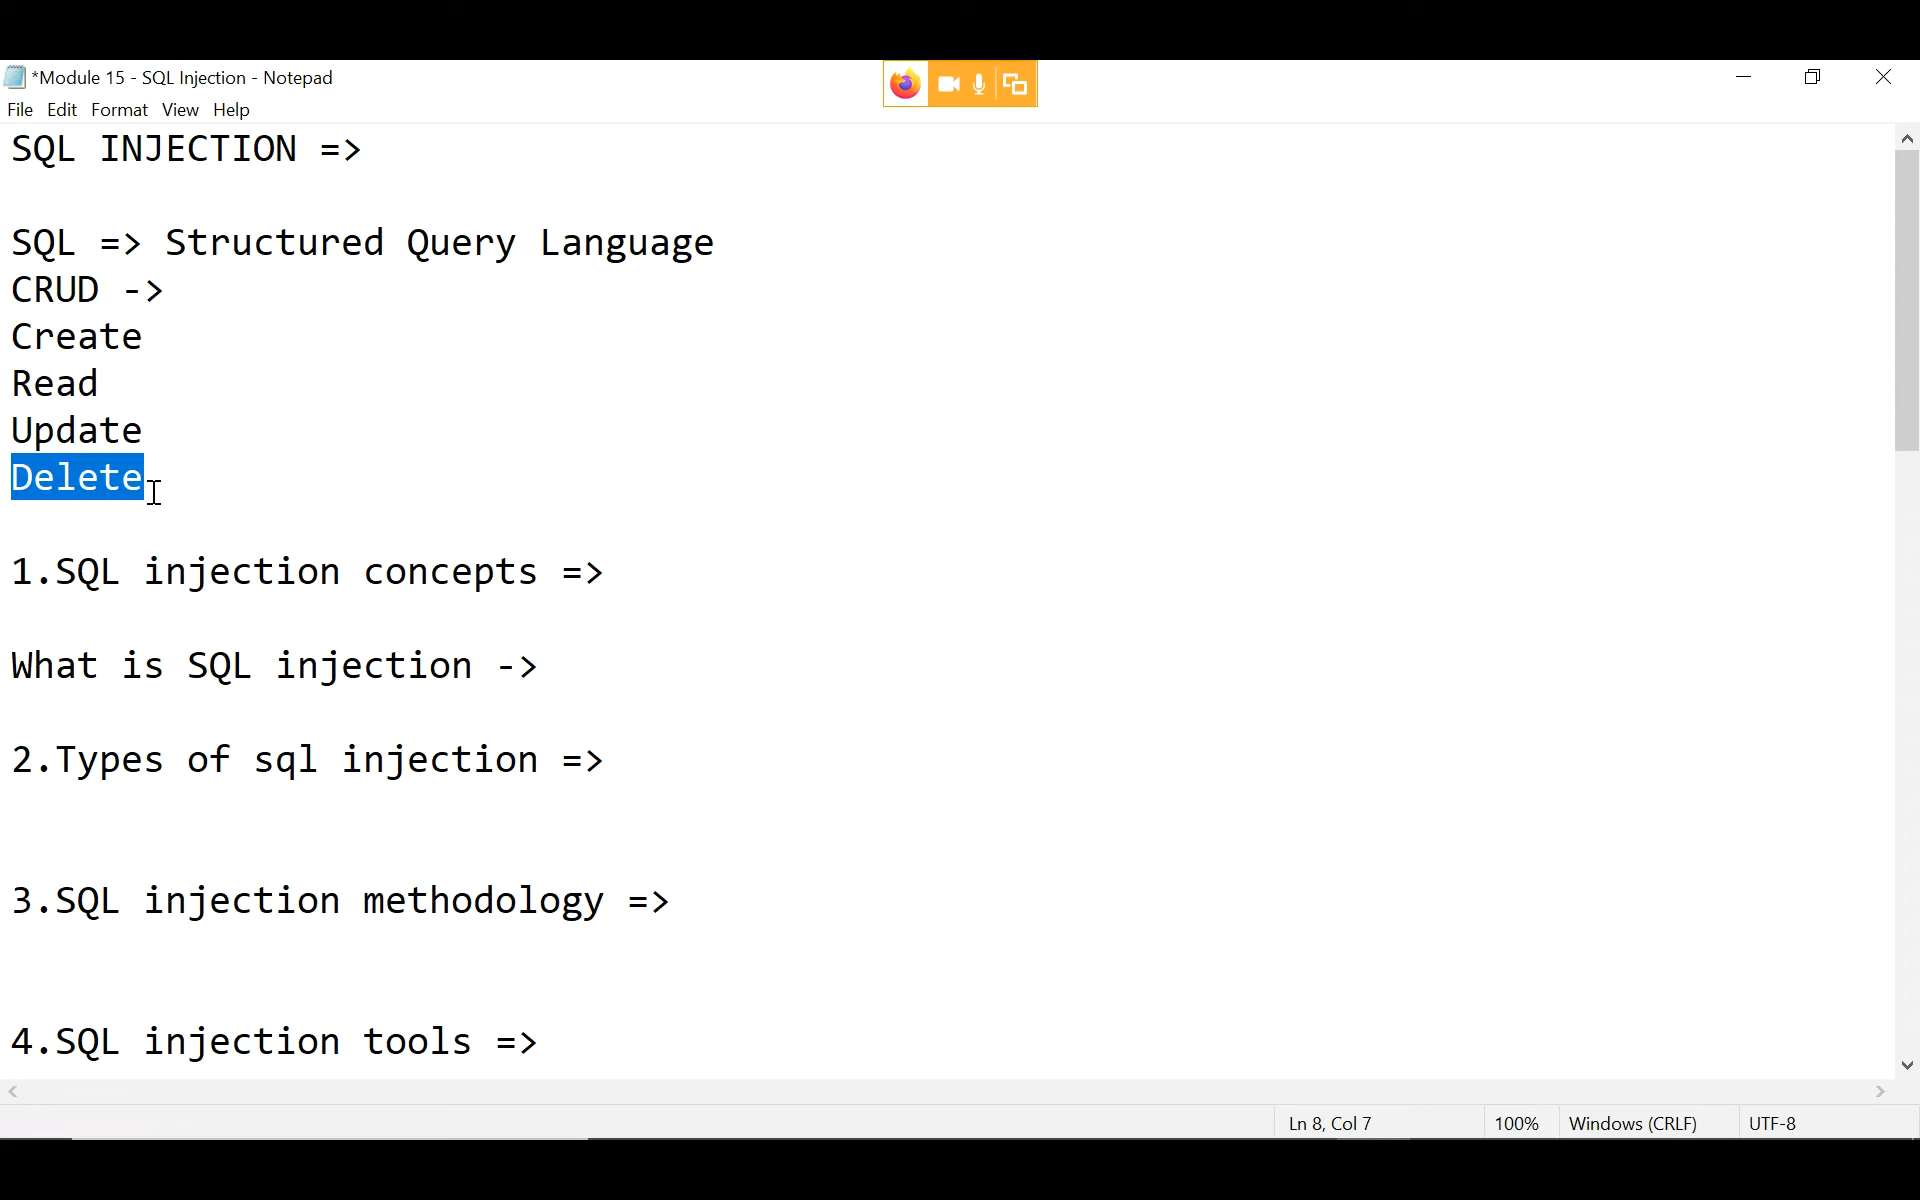 *Module 15 - SQL Injection - Notepad
File Edit Format View Help
SQL INJECTION =>
SQL => Structured Query Language
CRUD ->
Create
Read
Update
Delete
1.SQL injection concepts =>
What is SQL injection ->
2.Types of sql injection =>
3.SQL injection methodology =>
4.SQL injection tools =>
Ln 8, Col 7 100% Windows (CRLF) UTF-8